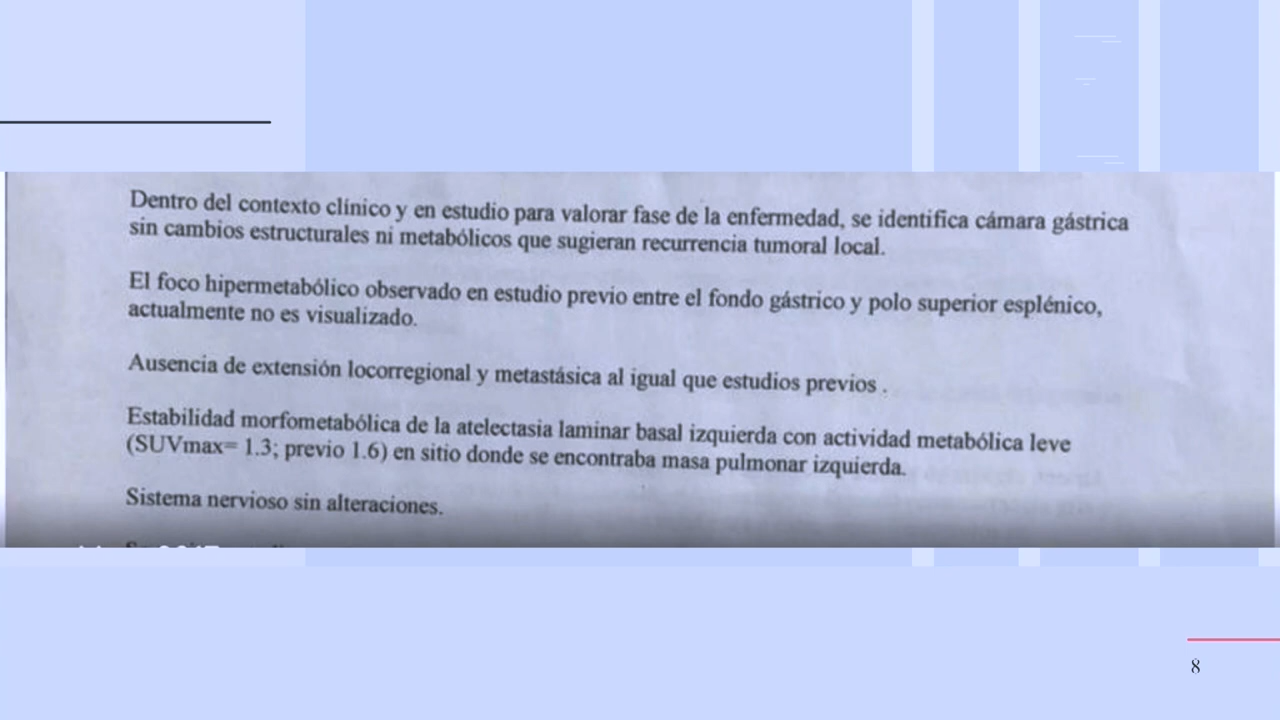 Dentro del contexto clínico y en estudio para valorar fase de la enfermedad, se identifica cámara gástrica
sin cambios estructurales ni metabólicos que sugieran recurrencia tumoral local.
El foco hipermetabólico observado en estudio previo entre el fondo gástrico y polo superior esplénico,
actualmente no es visualizado.
Ausencia de extensión locorregional y metastásica al igual que estudios previos .
Estabilidad morfometabólica de la atelectasia laminar basal izquierda con actividad metabólica leve
(SUVmax= 1.3; previo 1.6) en sitio donde se encontraba masa pulmonar izquierda.
Sistema nervioso sin alteraciones.
8